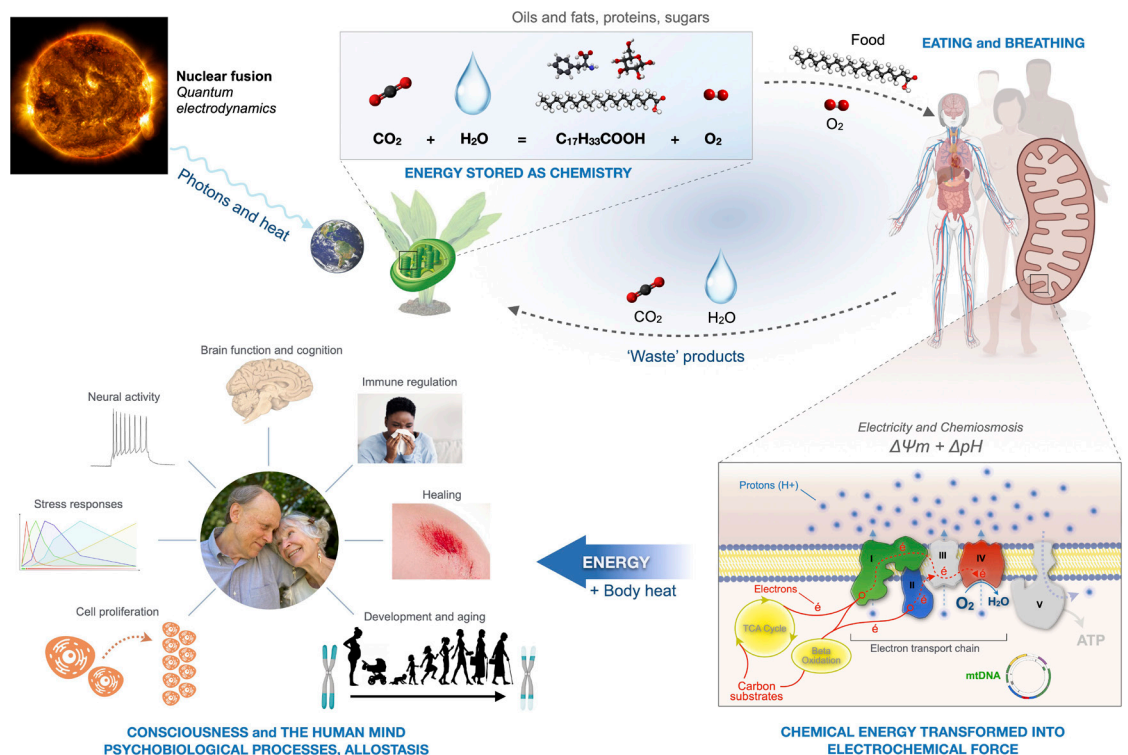 Oils and fats, proteins, sugars
Nuclear fusion
Quantum
electrodynamics
CO₂ + H₂O = C₁₇H₃₃COOH + O₂
ENERGY STORED AS CHEMISTRY
Food
O₂
EATING and BREATHING
Photons and heat
CO₂
H₂O
'Waste' products
Brain function and cognition
Neural activity
Immune regulation
Stress responses
Healing
Cell proliferation
Development and aging
ENERGY
+ Body heat
CONSCIOUSNESS and THE HUMAN MIND
PSYCHOBIOLOGICAL PROCESSES, ALLOSTASIS
Electricity and Chemiosmosis
ΔΨm + ΔpH
Protons (H+)
I
II
III
IV
V
é
é
é
é
é
é
Electrons
O₂
H₂O
ATP
TCA Cycle
Beta
Oxidation
Electron transport chain
Carbon
substrates
mtDNA
CHEMICAL ENERGY TRANSFORMED INTO
ELECTROCHEMICAL FORCE